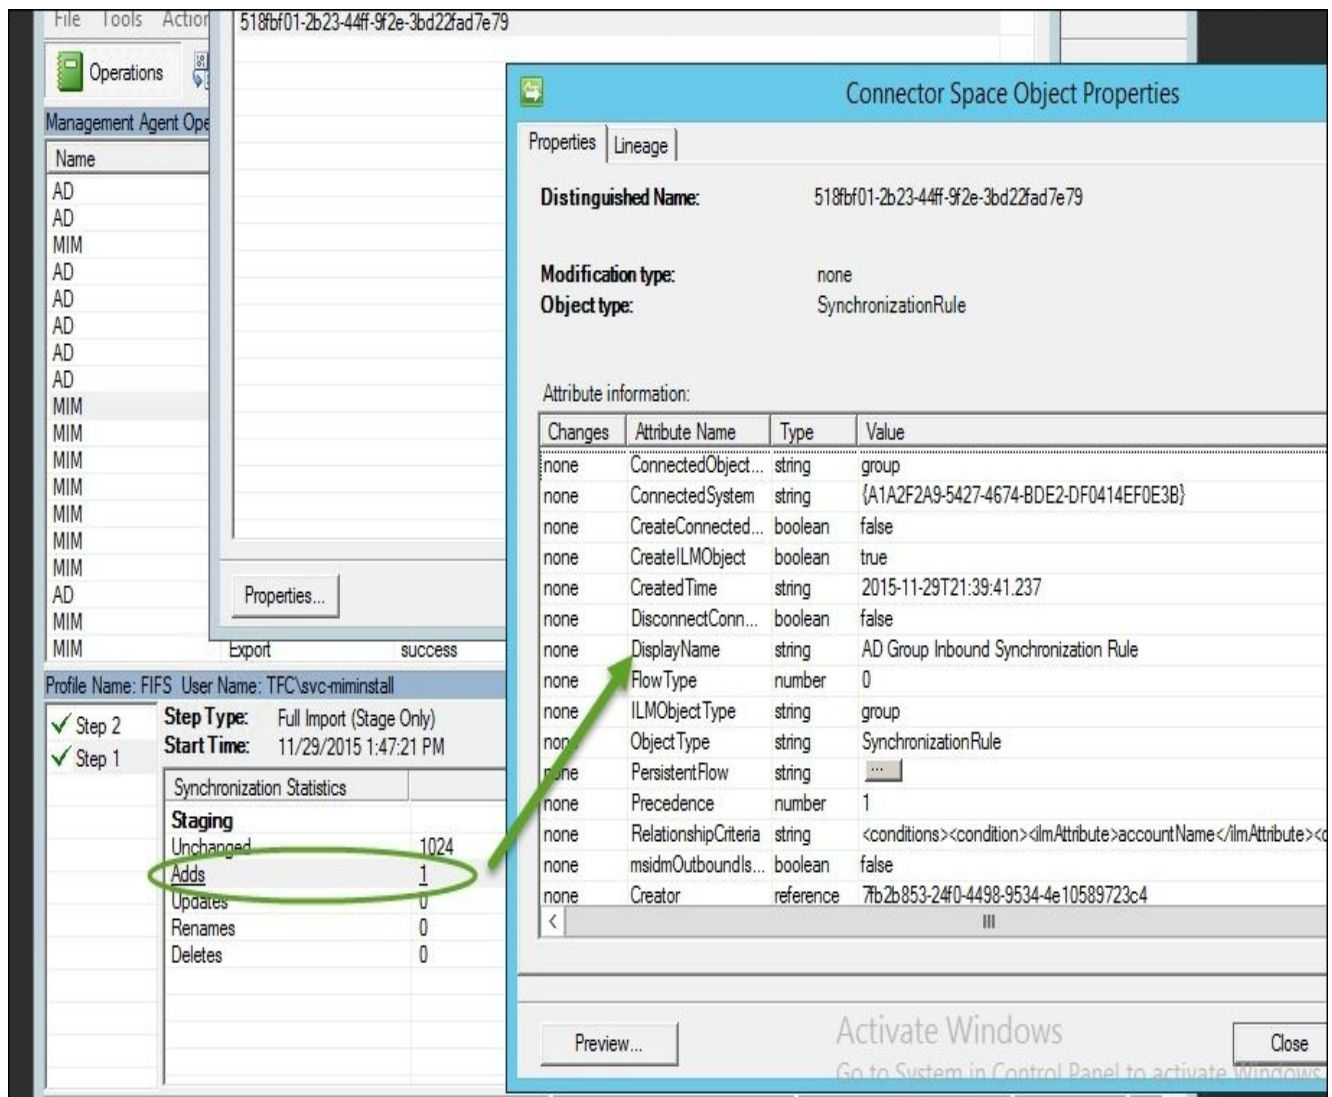 File Tools Action
518fbf01-2b23-44ff-9f2e-3bd22fad7e79
Operations
Management Agent Ope
Name
AD
AD
MIM
AD
AD
AD
AD
AD
MIM
MIM
MIM
MIM
MIM
MIM
MIM
AD
MIM
MIM Export success
Properties...
Profile Name: FIFS User Name: TFC\svc-miminstall
Step 2
Step 1
Step Type: Full Import (Stage Only)
Start Time: 11/29/2015 1:47:21 PM
Synchronization Statistics
Staging
Unchanged 1024
Adds 1
Updates 0
Renames 0
Deletes 0
Connector Space Object Properties
Properties Lineage
Distinguished Name: 518fbf01-2b23-44ff-9f2e-3bd22fad7e79
Modification type: none
Object type: SynchronizationRule
Attribute information:
Changes Attribute Name Type Value
none ConnectedObject... string group
none ConnectedSystem string {A1A2F2A9-5427-4674-BDE2-DF0414EF0E3B}
none CreateConnected... boolean false
none CreateILMObject boolean true
none CreatedTime string 2015-11-29T21:39:41.237
none DisconnectConn... boolean false
none DisplayName string AD Group Inbound Synchronization Rule
none FlowType number 0
none ILMObjectType string group
none ObjectType string SynchronizationRule
none PersistentFlow string ...
none Precedence number 1
none RelationshipCriteria string <conditions><condition><ilmAttribute>accountName</ilmAttribute><c
none msidmOutboundIs... boolean false
none Creator reference 7fb2b853-24f0-4498-9534-4e10589723c4
Preview... Close
Activate Windows
Go to System in Control Panel to activate Windows.